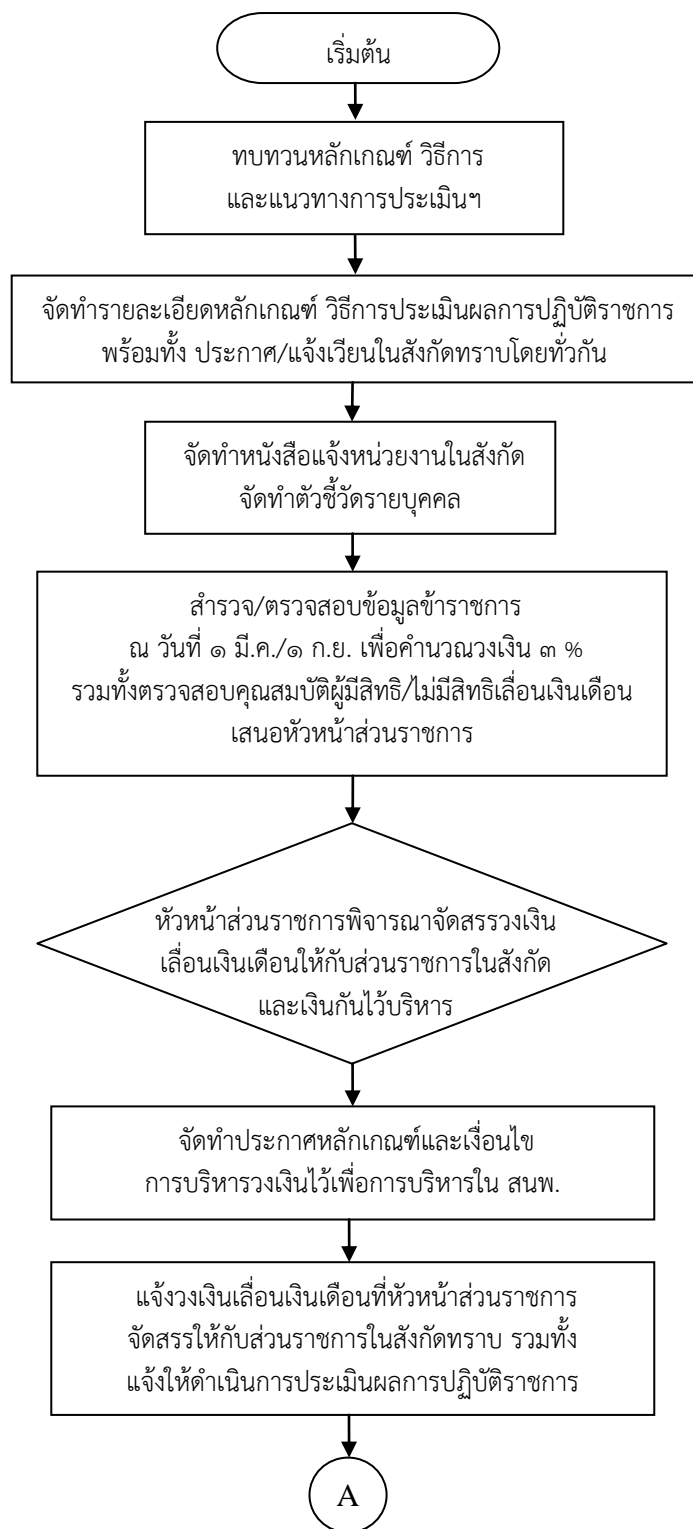 เริ่มต้น
ทบทวนหลักเกณฑ์ วิธีการ
และแนวทางการประเมินฯ
จัดทำรายละเอียดหลักเกณฑ์ วิธีการประเมินผลการปฏิบัติราชการ
พร้อมทั้ง ประกาศ/แจ้งเวียนในสังกัดทราบโดยทั่วกัน
จัดทำหนังสือแจ้งหน่วยงานในสังกัด
จัดทำตัวชี้วัดรายบุคคล
สำรวจ/ตรวจสอบข้อมูลข้าราชการ
ณ วันที่ ๑ มี.ค./๑ ก.ย. เพื่อคำนวณวงเงิน ๓ %
รวมทั้งตรวจสอบคุณสมบัติผู้มีสิทธิ/ไม่มีสิทธิเลื่อนเงินเดือน
เสนอหัวหน้าส่วนราชการ
หัวหน้าส่วนราชการพิจารณาจัดสรรวงเงิน
เลื่อนเงินเดือนให้กับส่วนราชการในสังกัด
และเงินกันไว้บริหาร
จัดทำประกาศหลักเกณฑ์และเงื่อนไข
การบริหารวงเงินไว้เพื่อการบริหารใน สนพ.
แจ้งวงเงินเลื่อนเงินเดือนที่หัวหน้าส่วนราชการ
จัดสรรให้กับส่วนราชการในสังกัดทราบ รวมทั้ง
แจ้งให้ดำเนินการประเมินผลการปฏิบัติราชการ
A